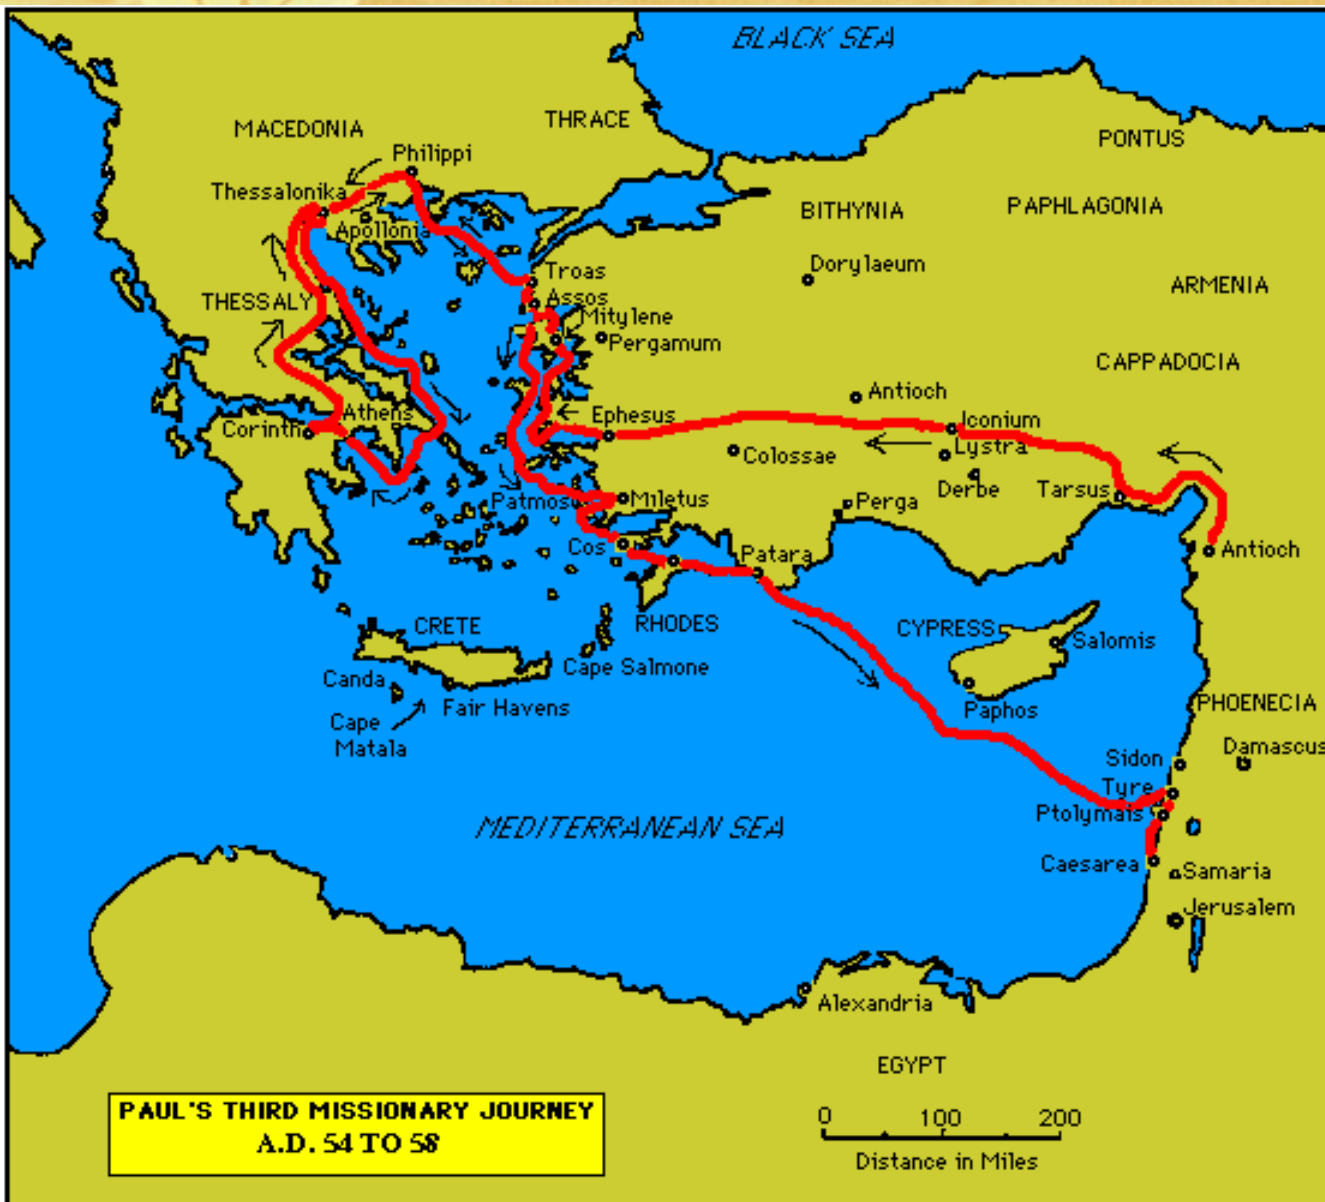 BLACK SEA
THRACE
MACEDONIA
PONTUS
Philippi
Thessalonika
BITHYNIA
PAPHLAGONIA
Apollonia
Dorylaeum
Troas
ARMENIA
THESSALY
Assos
Mitylene
Pergamum
CAPPADOCIA
Antioch
Athens
Ephesus
Iconium
Corinth
Lystra
Colossae
Derbe
Tarsus
Patmos
Miletus
Perga
Cos
Patara
Antioch
CRETE
RHODES
CYPRESS
Salomis
Cape Salmone
Canda
Fair Havens
Paphos
PHOENECIA
Cape
Matala
Sidon
Damascus
Tyre
Ptolymais
MEDITERRANEAN SEA
Caesarea
Samaria
Jerusalem
Alexandria
EGYPT
PAUL'S THIRD MISSIONARY JOURNEY
A.D. 54 TO 58
0 100 200
Distance in Miles